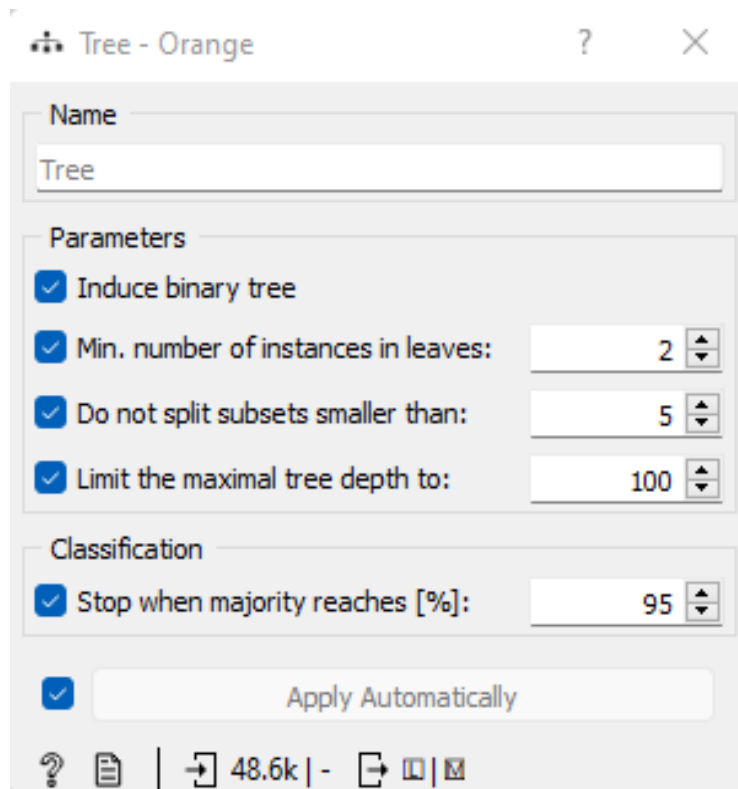 Tree - Orange ? ×
Name
Tree
Parameters
Induce binary tree
Min. number of instances in leaves: 2
Do not split subsets smaller than: 5
Limit the maximal tree depth to: 100
Classification
Stop when majority reaches [%]: 95
Apply Automatically
? 48.6k | - L | M